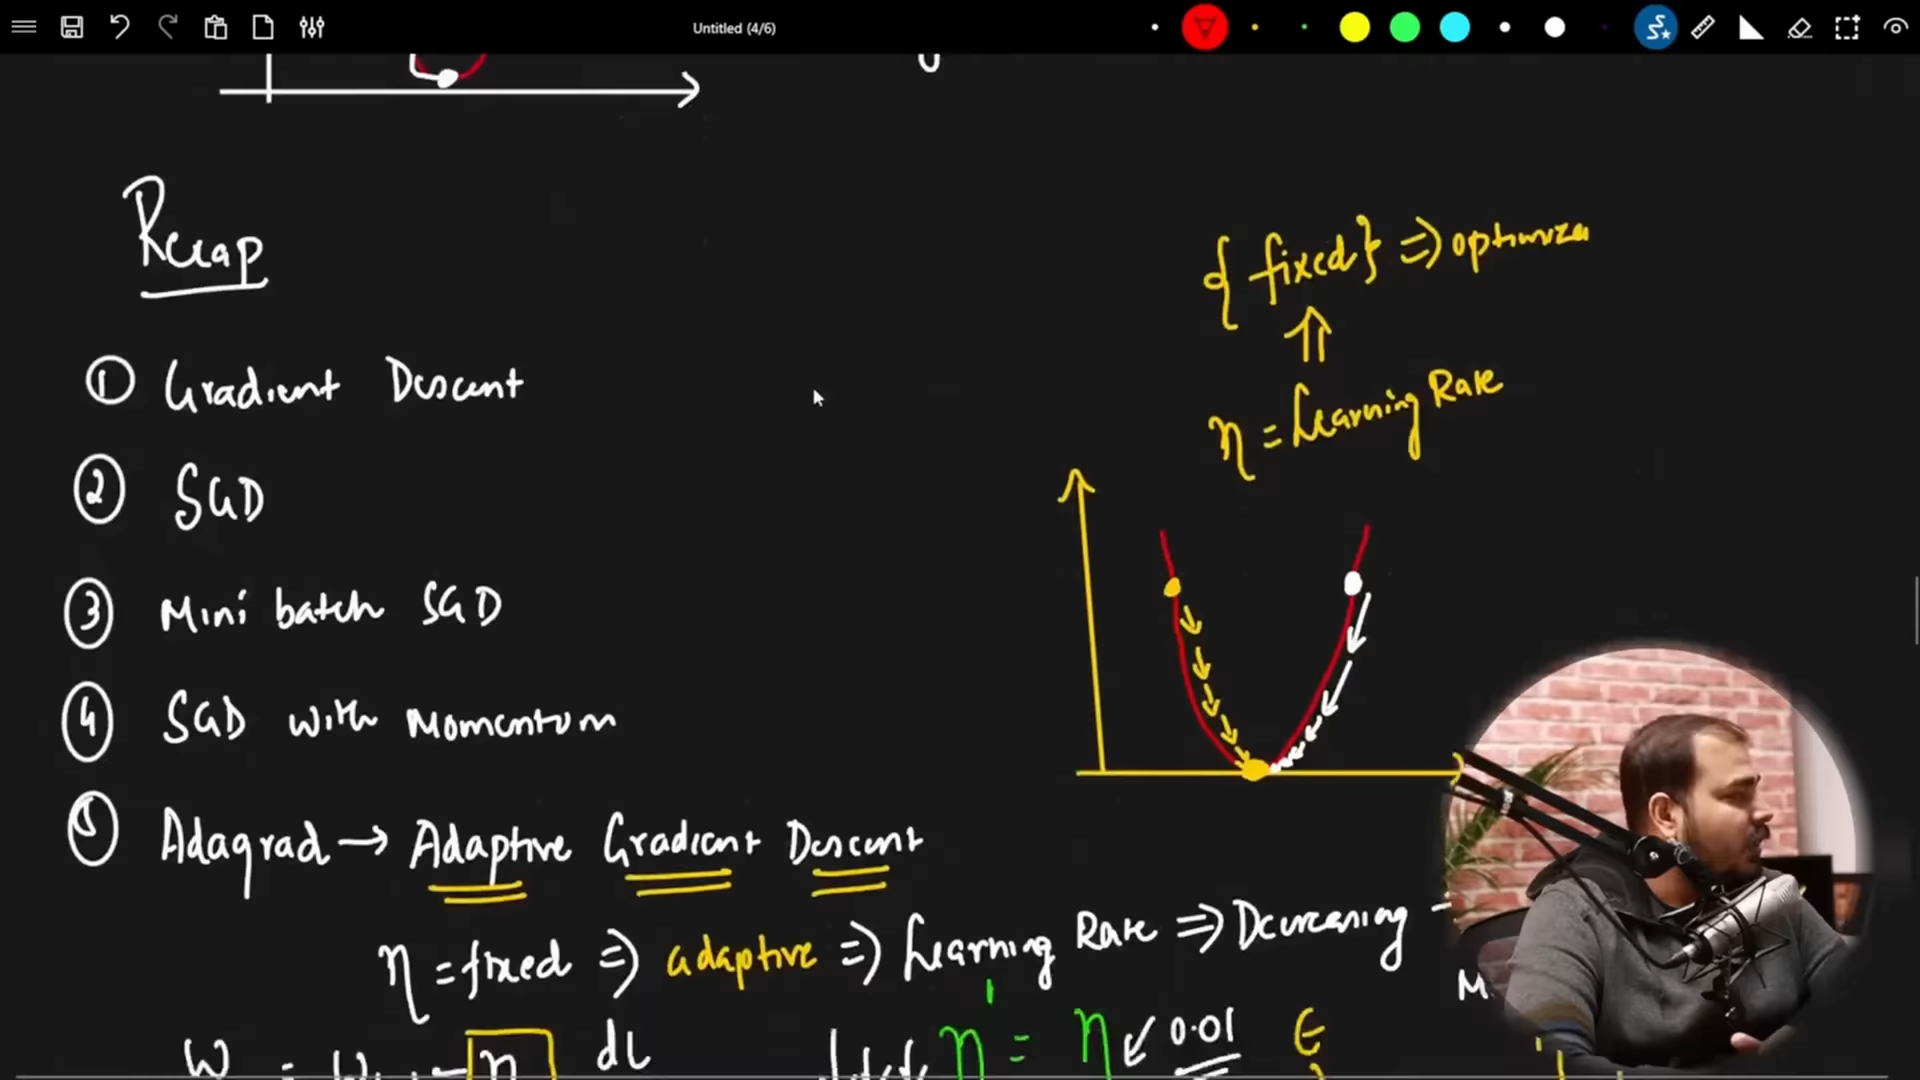 Untitled (4/6)
Recap
{ fixed } => optimizer
η = Learning Rate
① Gradient Descent
② SGD
③ Mini batch SGD
④ SGD with Momentum
⑤ Adagrad → Adaptive Gradient Descent
η = fixed => adaptive => Learning Rate => Decreasing
η' = η 0.01 ϵ